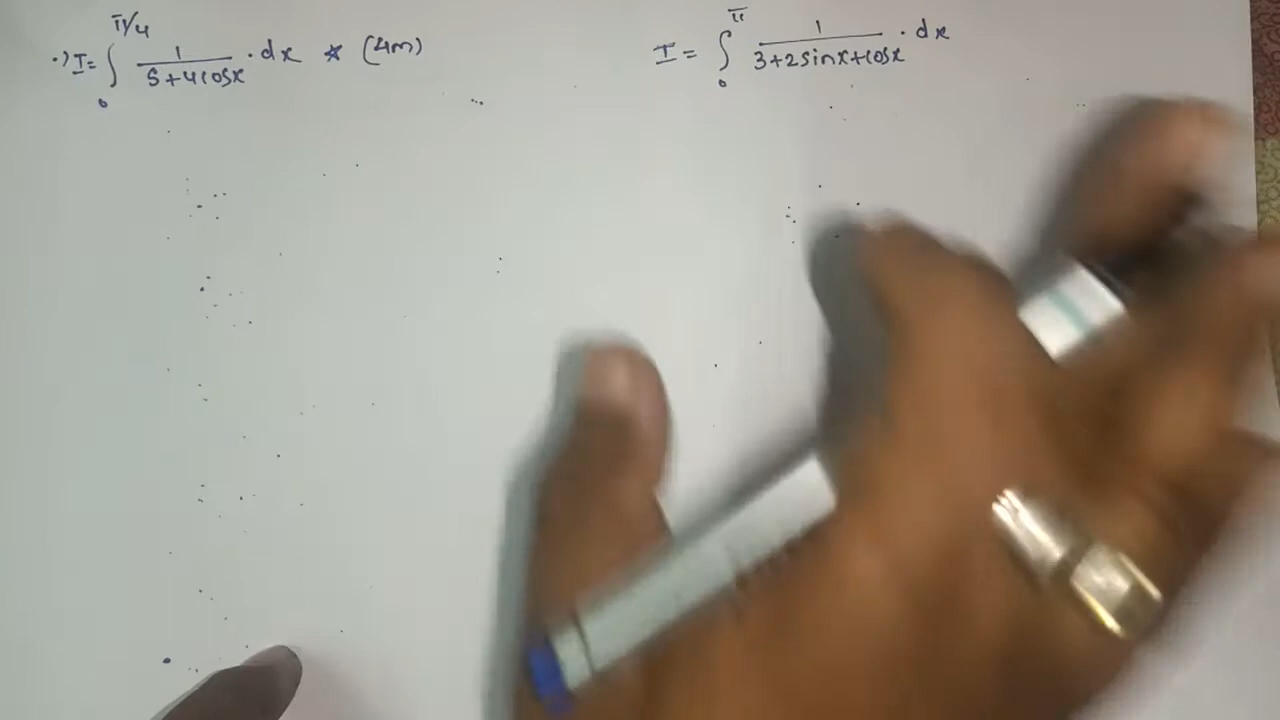 ·) I = ∫₀^(π/4) 1/(5+4cosx) · dx ★ (4m)
I = ∫₀^π 1/(3+2sinx+cosx) · dx